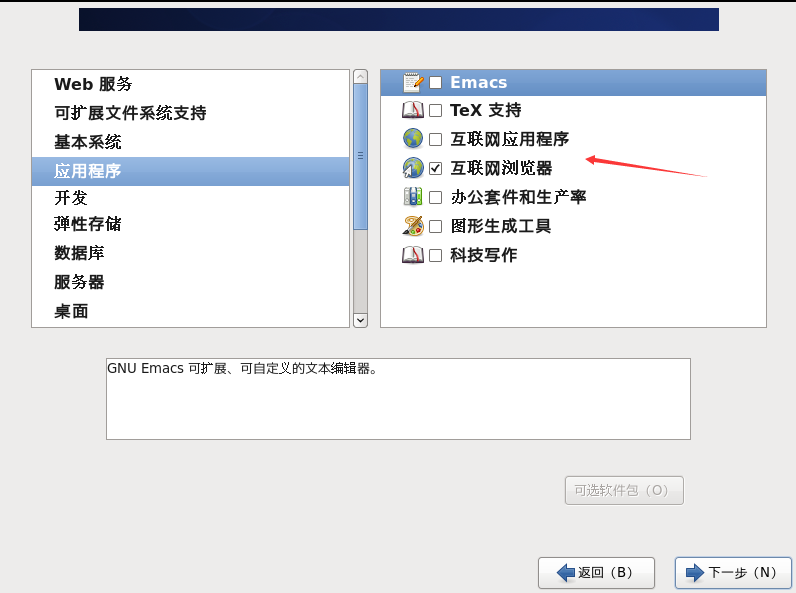 Web 服务
可扩展文件系统支持
基本系统
应用程序
开发
弹性存储
数据库
服务器
桌面
Emacs
TeX 支持
互联网应用程序
互联网浏览器
办公套件和生产率
图形生成工具
科技写作
GNU Emacs 可扩展、可自定义的文本编辑器。
可选软件包（O）
返回（B）
下一步（N）